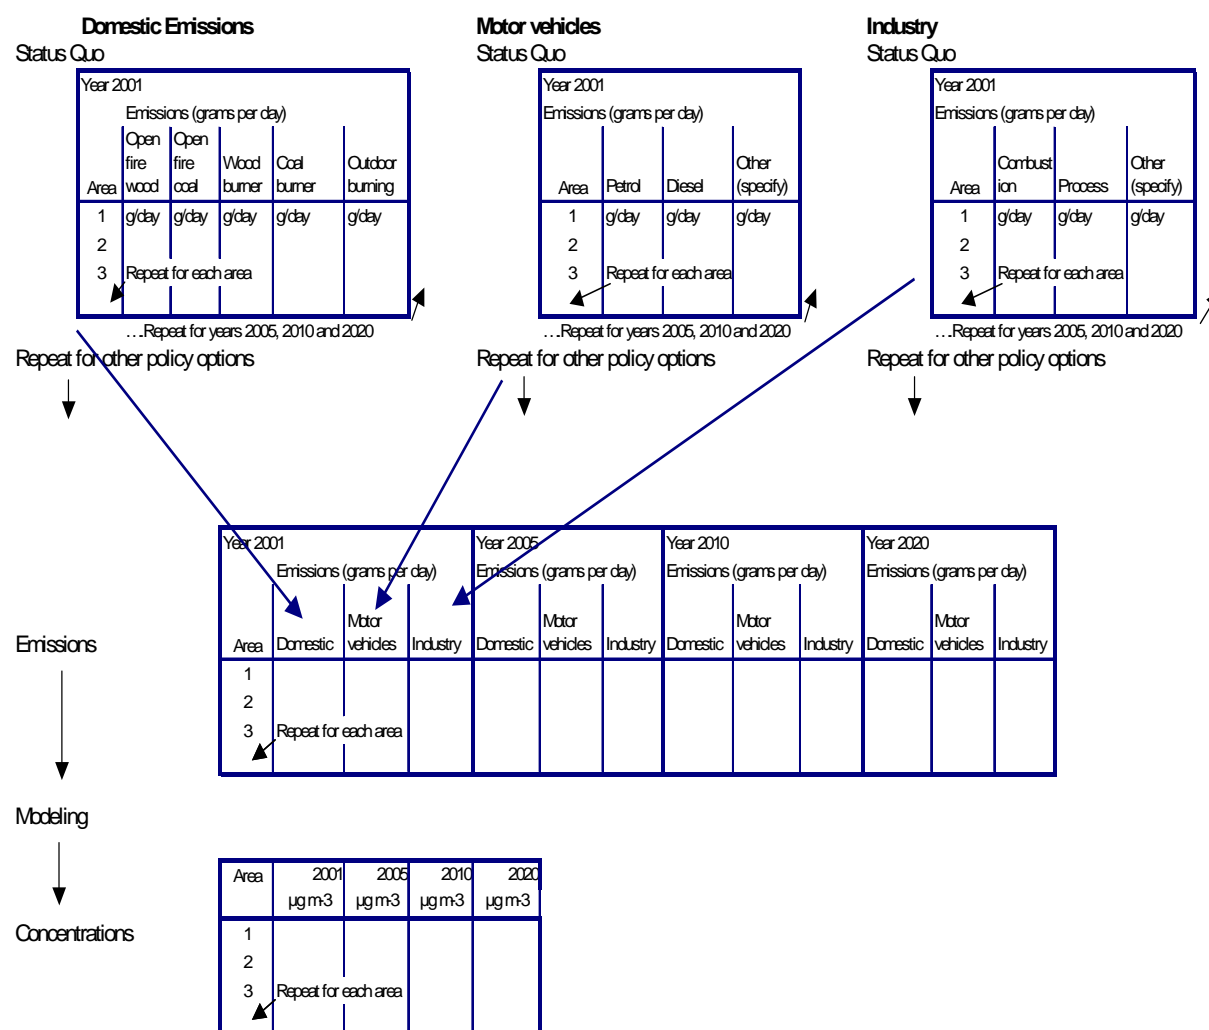 Domestic Emissions
Status Quo
Year 2001
Emissions (grams per day)
Area
Open fire wood
Open fire coal
Wood burner
Coal burner
Outdoor burning
1 g/day g/day g/day g/day g/day
2
3 Repeat for each area
….Repeat for years 2005, 2010 and 2020
Repeat for other policy options
Motor vehicles
Status Quo
Year 2001
Emissions (grams per day)
Area
Petrol
Diesel
Other (specify)
1 g/day g/day g/day
2
3 Repeat for each area
….Repeat for years 2005, 2010 and 2020
Repeat for other policy options
Industry
Status Quo
Year 2001
Emissions (grams per day)
Area
Combust ion
Process
Other (specify)
1 g/day g/day g/day
2
3 Repeat for each area
….Repeat for years 2005, 2010 and 2020
Repeat for other policy options
Emissions
Year 2001 Year 2005 Year 2010 Year 2020
Emissions (grams per day) Emissions (grams per day) Emissions (grams per day) Emissions (grams per day)
Area Domestic Motor vehicles Industry Domestic Motor vehicles Industry Domestic Motor vehicles Industry Domestic Motor vehicles Industry
1
2
3 Repeat for each area
Modeling
Concentrations
Area 2001 2005 2010 2020
µg m-3 µg m-3 µg m-3 µg m-3
1
2
3 Repeat for each area